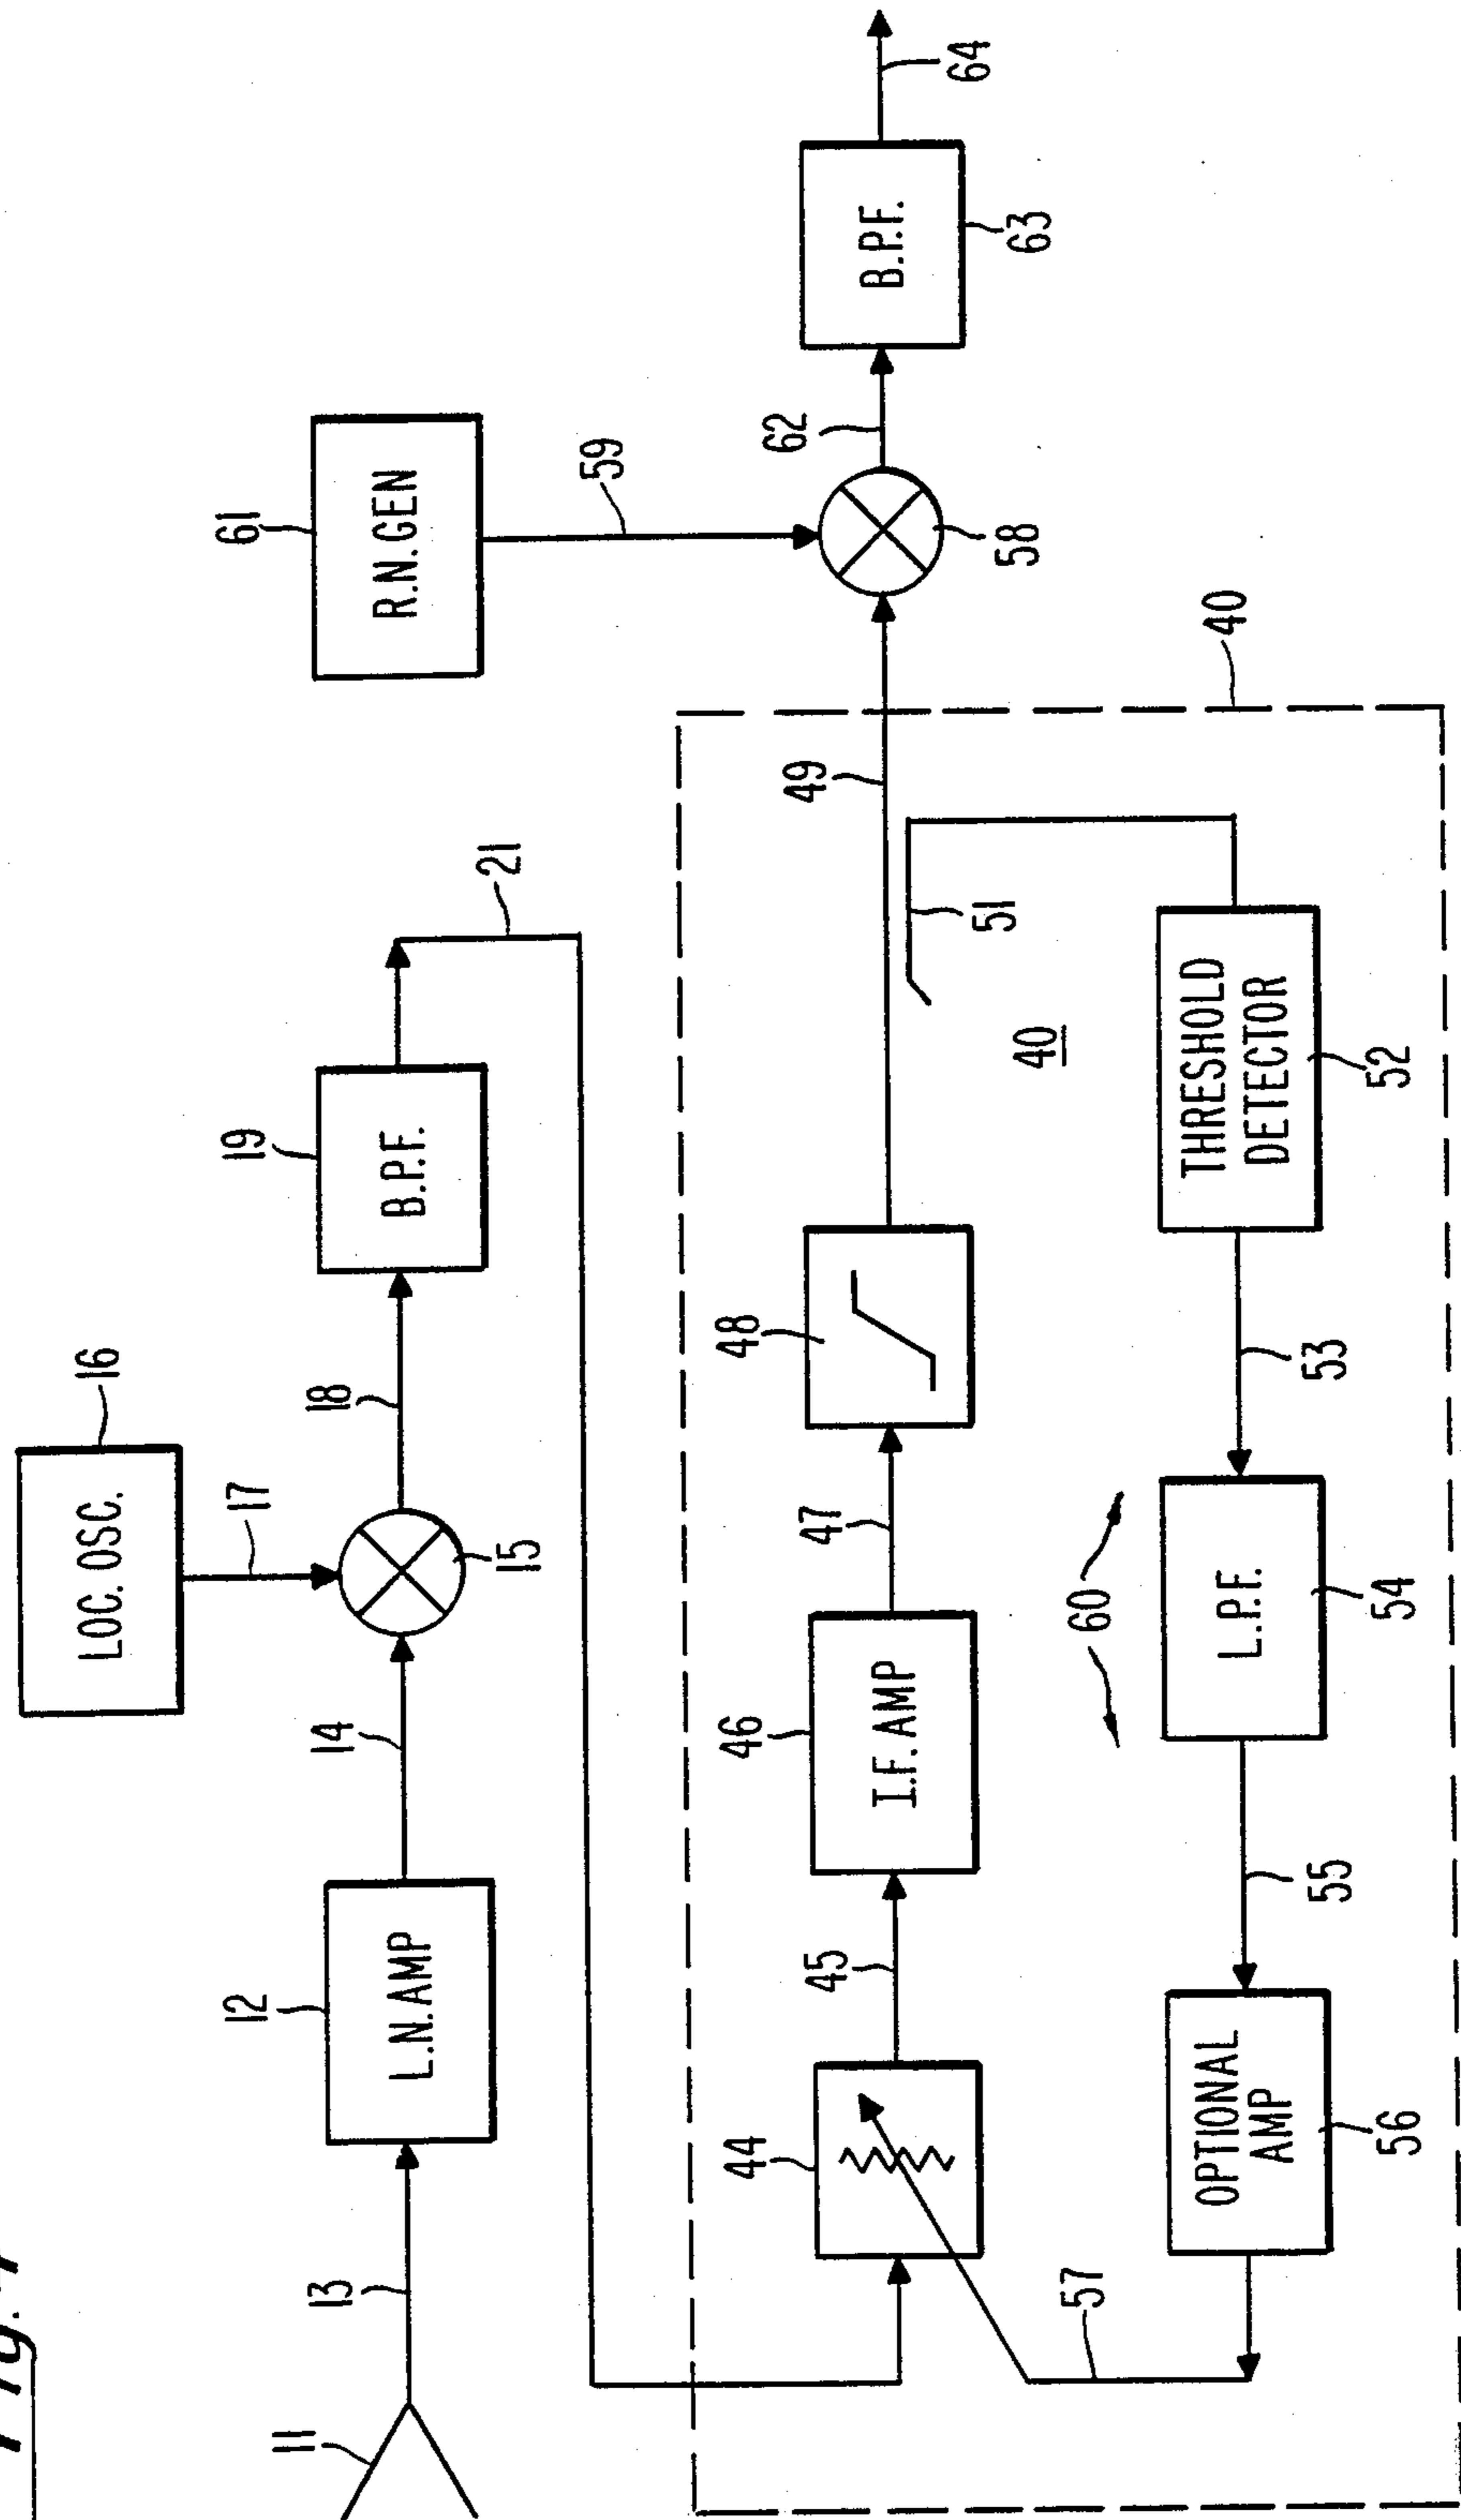 16
LOC. OSC.
17
61
R.N. GEN
59
11
13
12
L.N. AMP
14
15
18
19
B.P.F.
21
44
45
46
I.F. AMP
47
48
49
62
58
B.P.F.
63
64
40
51
40
57
60
OPTIONAL
AMP
56
55
L.P.F.
54
53
THRESHOLD
DETECTOR
52